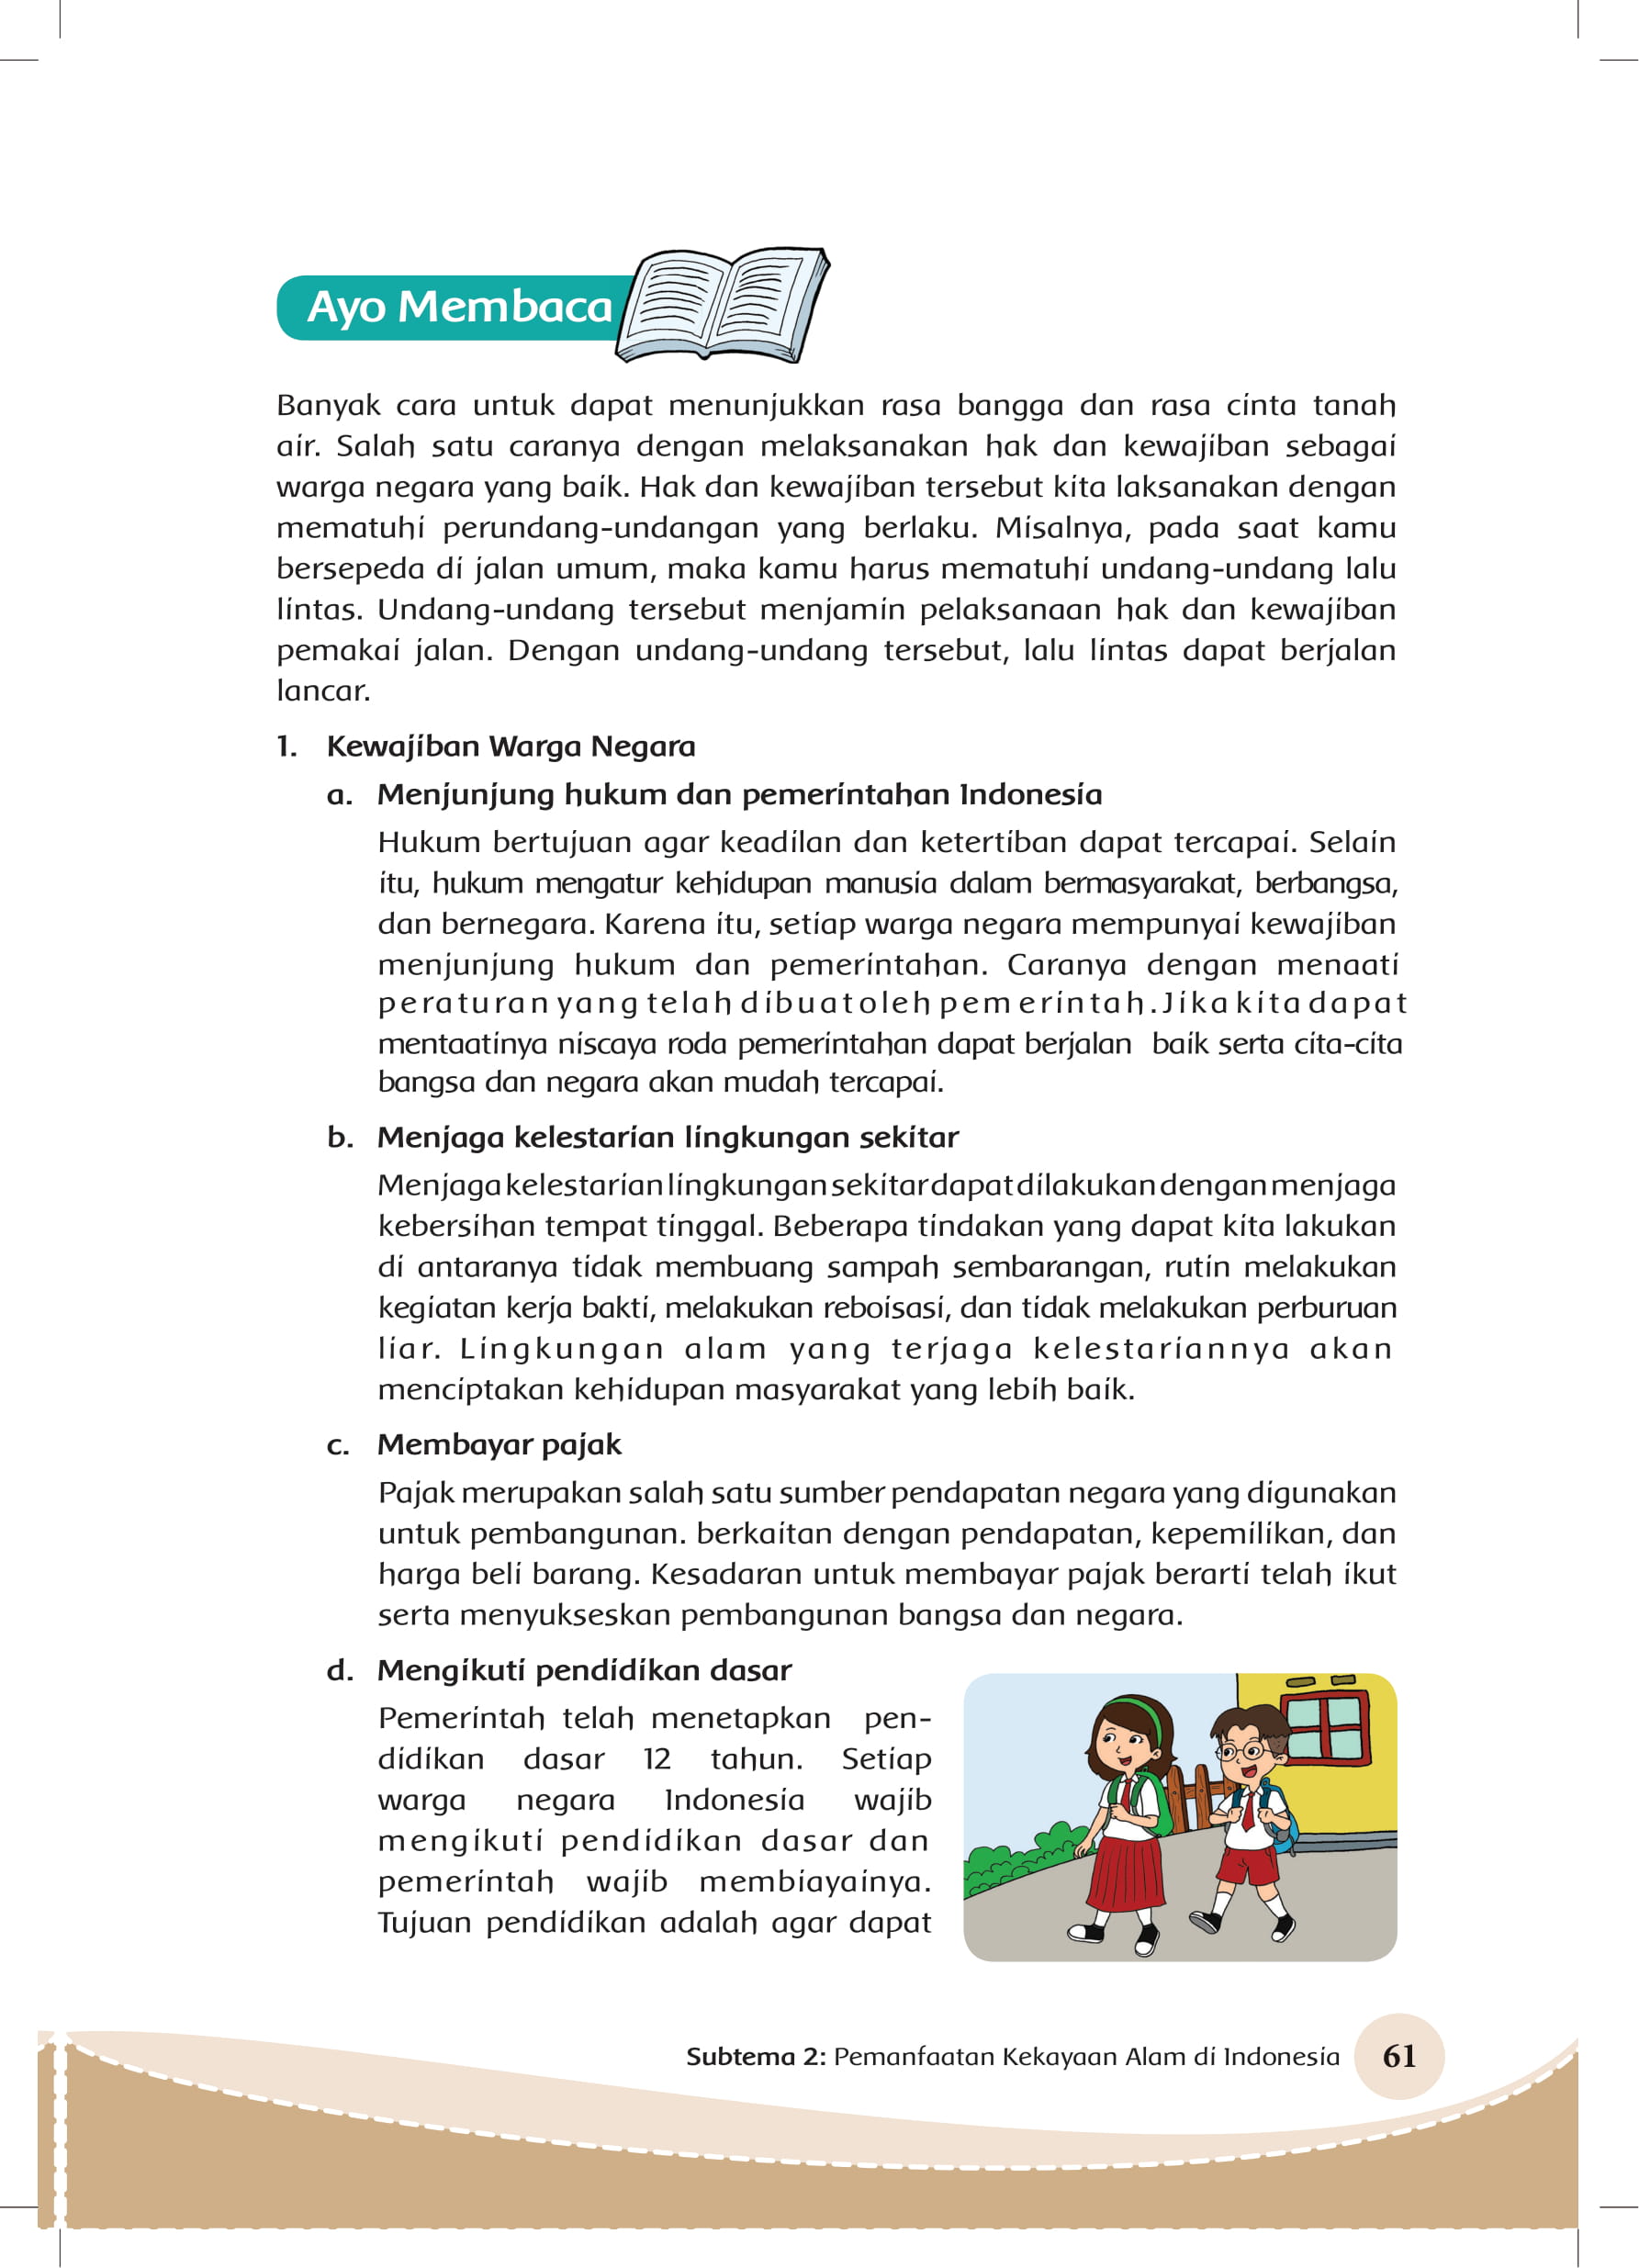 Ayo Membaca
Banyak cara untuk dapat menunjukkan rasa bangga dan rasa cinta tanah
air. Salah satu caranya dengan melaksanakan hak dan kewajiban sebagai
warga negara yang baik. Hak dan kewajiban tersebut kita laksanakan dengan
mematuhi perundang-undangan yang berlaku. Misalnya, pada saat kamu
bersepeda di jalan umum, maka kamu harus mematuhi undang-undang lalu
lintas. Undang-undang tersebut menjamin pelaksanaan hak dan kewajiban
pemakai jalan. Dengan undang-undang tersebut, lalu lintas dapat berjalan
lancar.
1. Kewajiban Warga Negara
a. Menjunjung hukum dan pemerintahan Indonesia
Hukum bertujuan agar keadilan dan ketertiban dapat tercapai. Selain
itu, hukum mengatur kehidupan manusia dalam bermasyarakat, berbangsa,
dan bernegara. Karena itu, setiap warga negara mempunyai kewajiban
menjunjung hukum dan pemerintahan. Caranya dengan menaati
peraturan yang telah dibuat oleh pemerintah. Jika kita dapat
mentaatinya niscaya roda pemerintahan dapat berjalan baik serta cita-cita
bangsa dan negara akan mudah tercapai.
b. Menjaga kelestarian lingkungan sekitar
Menjaga kelestarian lingkungan sekitar dapat dilakukan dengan menjaga
kebersihan tempat tinggal. Beberapa tindakan yang dapat kita lakukan
di antaranya tidak membuang sampah sembarangan, rutin melakukan
kegiatan kerja bakti, melakukan reboisasi, dan tidak melakukan perburuan
liar. Lingkungan alam yang terjaga kelestariannya akan
menciptakan kehidupan masyarakat yang lebih baik.
c. Membayar pajak
Pajak merupakan salah satu sumber pendapatan negara yang digunakan
untuk pembangunan. berkaitan dengan pendapatan, kepemilikan, dan
harga beli barang. Kesadaran untuk membayar pajak berarti telah ikut
serta menyukseskan pembangunan bangsa dan negara.
d. Mengikuti pendidikan dasar
Pemerintah telah menetapkan pen-
didikan dasar 12 tahun. Setiap
warga negara Indonesia wajib
mengikuti pendidikan dasar dan
pemerintah wajib membiayainya.
Tujuan pendidikan adalah agar dapat
Subtema 2: Pemanfaatan Kekayaan Alam di Indonesia 61